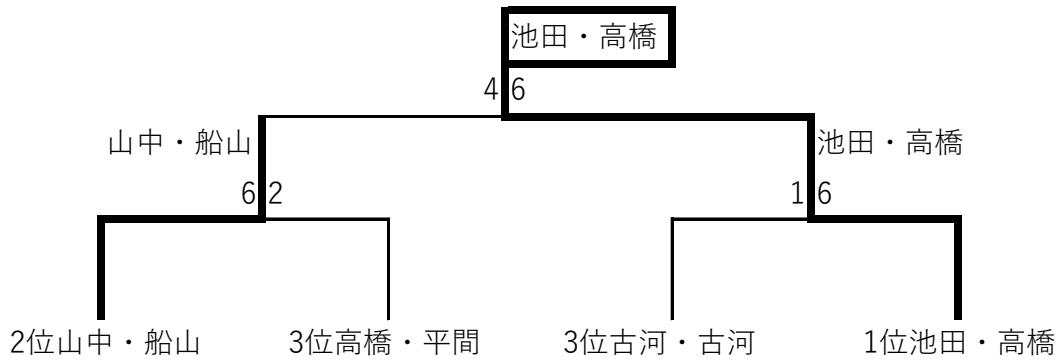 池田・高橋
4 6
山中・船山 池田・高橋
6 2 1 6
2位山中・船山 3位高橋・平間 3位古河・古河 1位池田・高橋